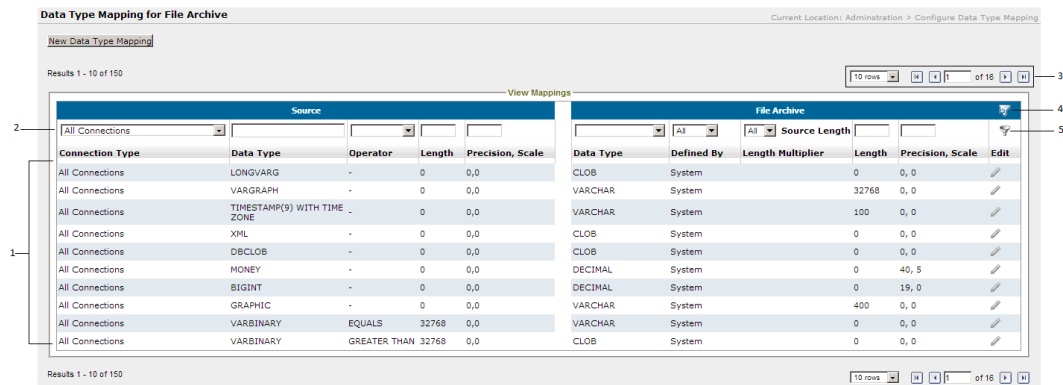 Data Type Mapping for File Archive
Current Location: Adminstration > Configure Data Type Mapping
New Data Type Mapping
Results 1 - 10 of 150
10 rows 1 of 16
3
View Mappings
Source File Archive
4
2
All Connections All All Source Length
5
Connection Type Data Type Operator Length Precision, Scale Data Type Defined By Length Multiplier Length Precision, Scale Edit
All Connections LONGVARG - 0 0,0 CLOB System 0 0, 0
All Connections VARGRAPH - 0 0,0 VARCHAR System 32768 0, 0
All Connections TIMESTAMP(9) WITH TIME ZONE - 0 0,0 VARCHAR System 100 0, 0
All Connections XML - 0 0,0 CLOB System 0 0, 0
1
All Connections DBCLOB - 0 0,0 CLOB System 0 0, 0
All Connections MONEY - 0 0,0 DECIMAL System 0 40, 5
All Connections BIGINT - 0 0,0 DECIMAL System 0 19, 0
All Connections GRAPHIC - 0 0,0 VARCHAR System 400 0, 0
All Connections VARBINARY EQUALS 32768 0,0 VARCHAR System 0 0, 0
All Connections VARBINARY GREATER THAN 32768 0,0 CLOB System 0 0, 0
Results 1 - 10 of 150
10 rows 1 of 16